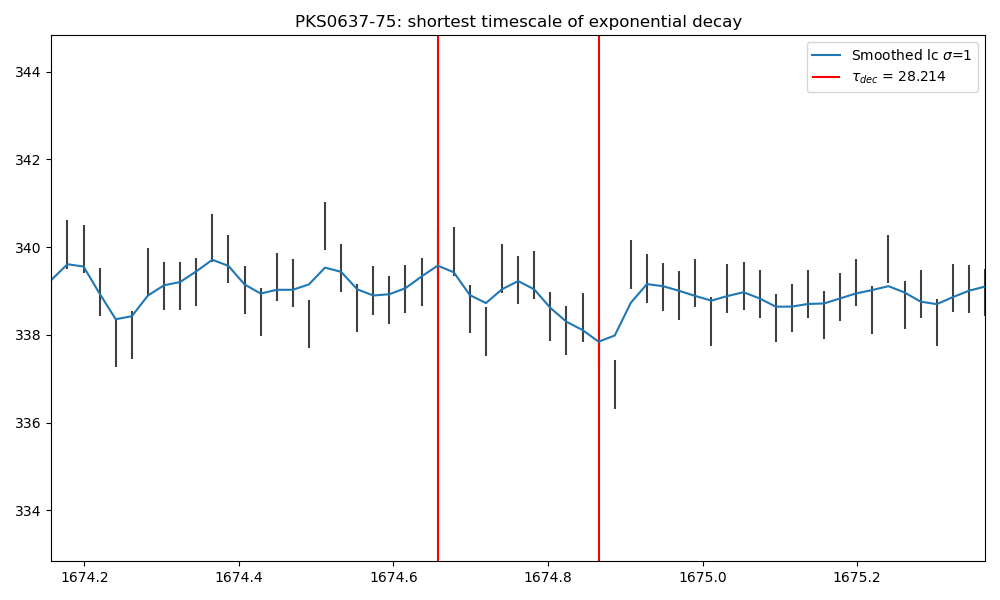 PKS0637-75: shortest timescale of exponential decay
Smoothed lc σ=1
τ_dec = 28.214
344
342
340
338
336
334
1674.2 1674.4 1674.6 1674.8 1675.0 1675.2